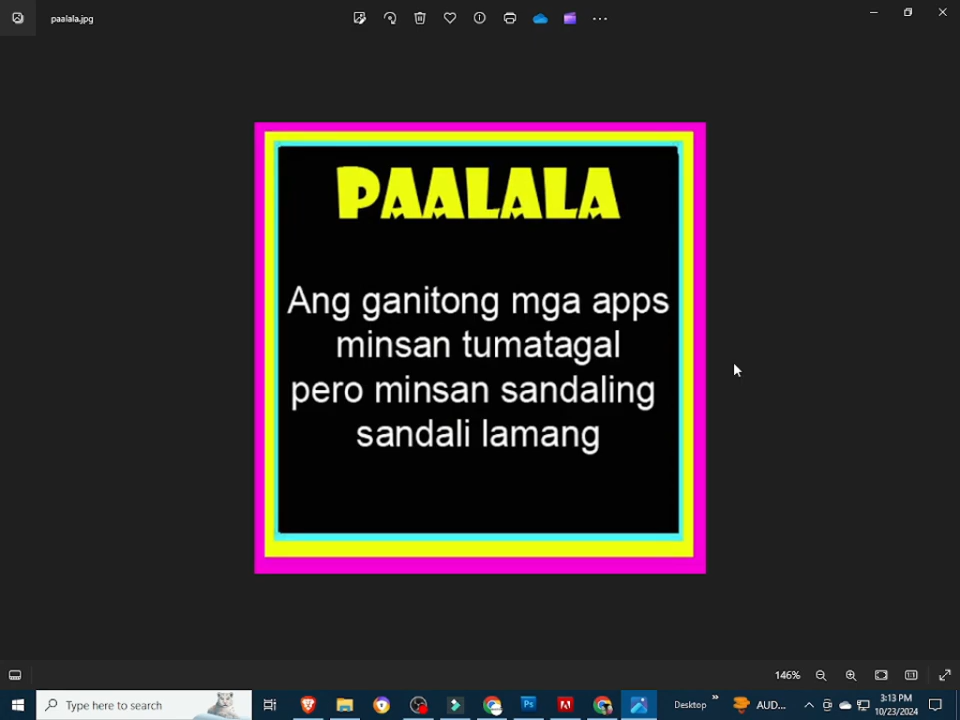 paalala.jpg
PAALALA
Ang ganitong mga apps
minsan tumatagal
pero minsan sandaling
sandali lamang
146%
Type here to search
Desktop
AUD...
3:13 PM
10/23/2024